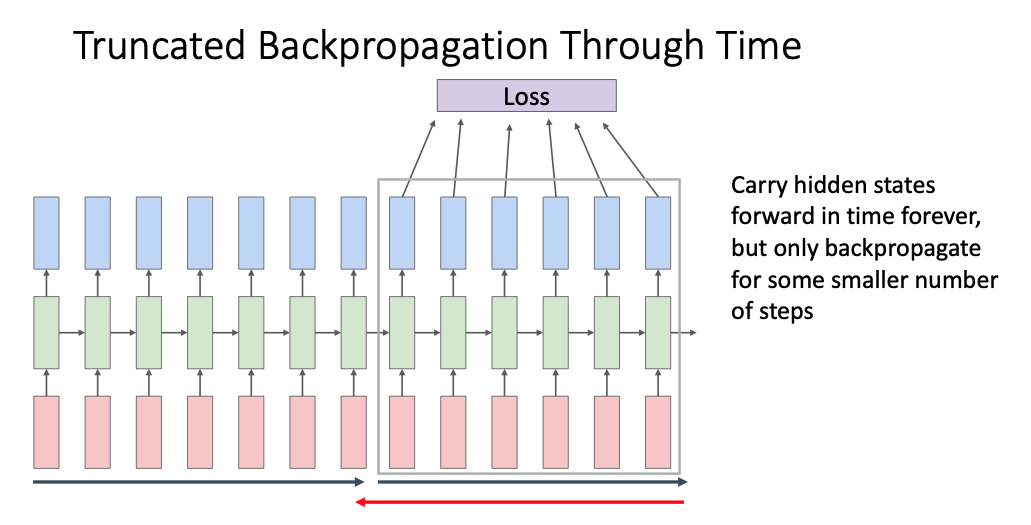 Truncated Backpropagation Through Time
Loss
Carry hidden states
forward in time forever,
but only backpropagate
for some smaller number
of steps